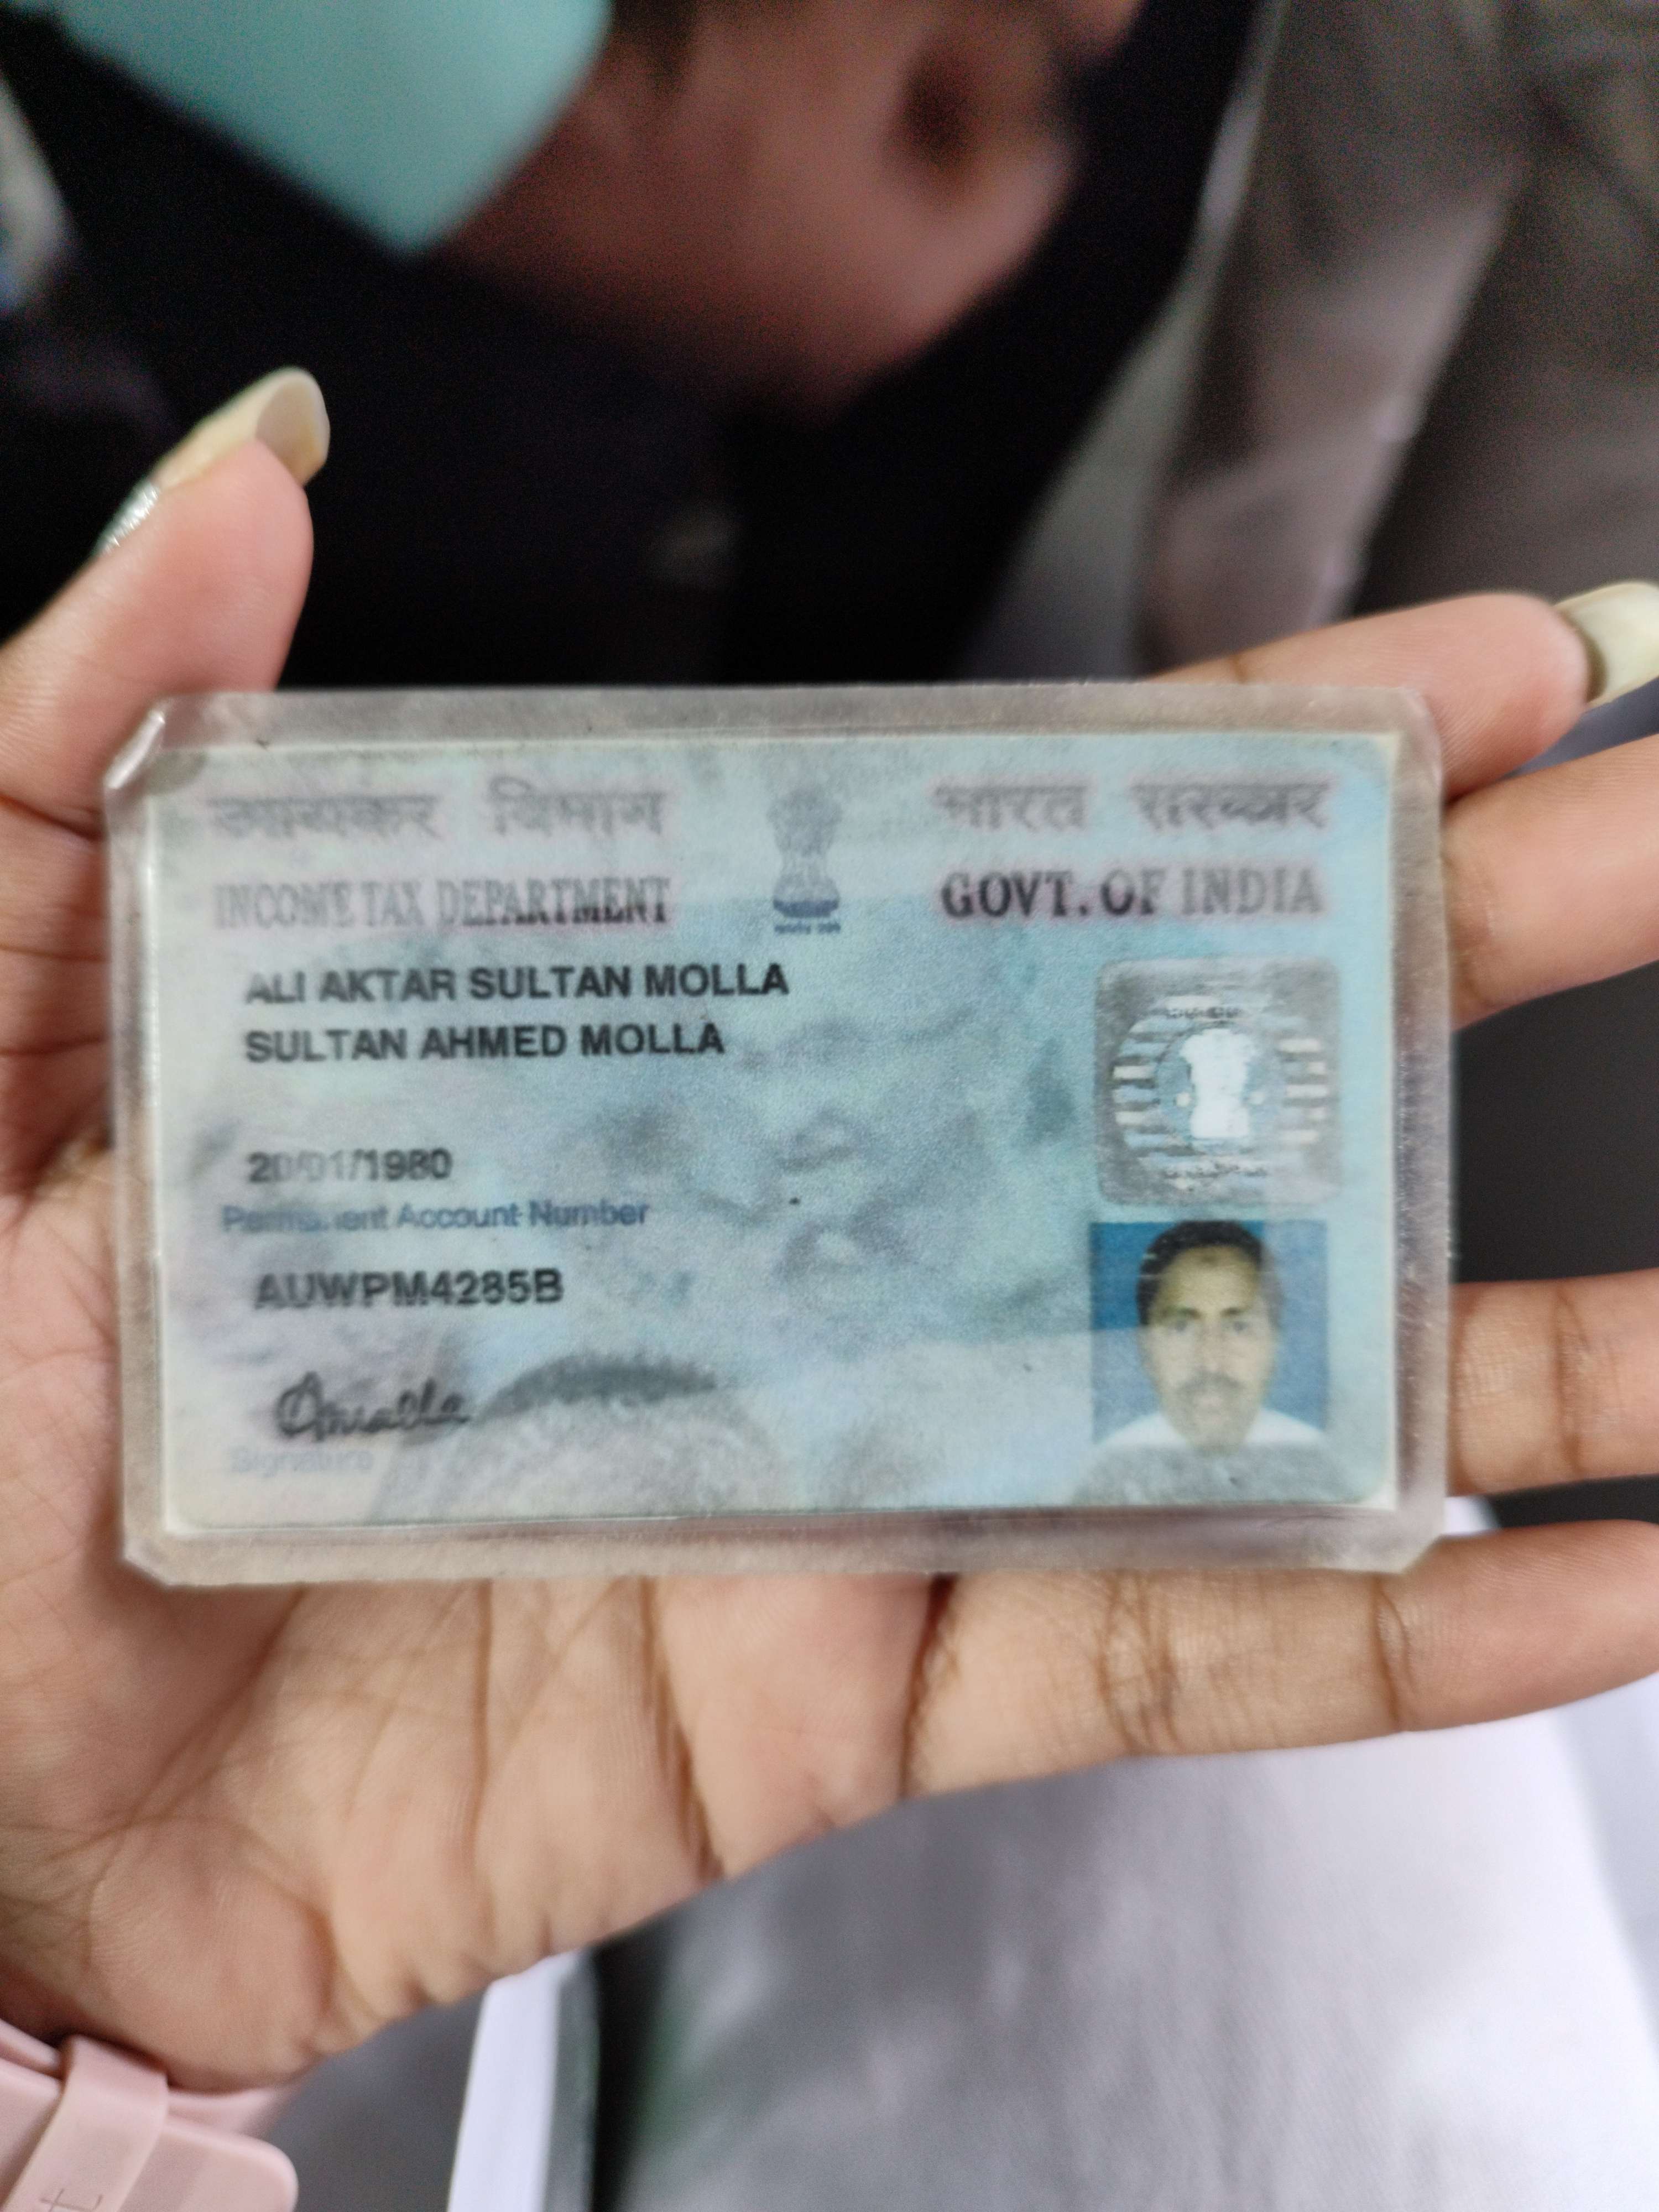 आयकर विभाग
INCOME TAX DEPARTMENT
भारत सरकार
GOVT. OF INDIA
ALI AKTAR SULTAN MOLLA
SULTAN AHMED MOLLA
20/01/1980
Permanent Account Number
AUWPM4285B
Amolla
Signature